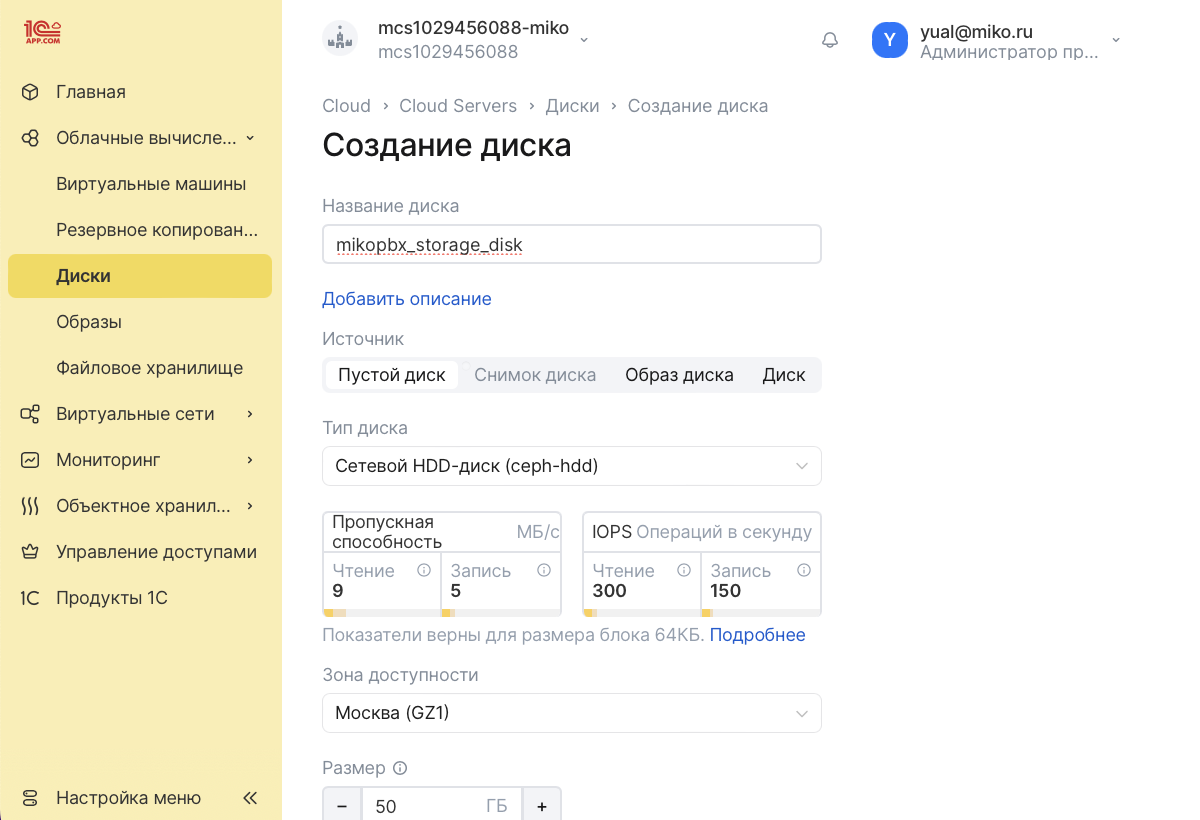 1C
APP.COM
Главная
Облачные вычисле...
Виртуальные машины
Резервное копирован...
Диски
Образы
Файловое хранилище
Виртуальные сети
Мониторинг
Объектное хранил...
Управление доступами
1C Продукты 1С
Настройка меню
mcs1029456088-miko
mcs1029456088
Y
yual@miko.ru
Администратор пр...
Cloud › Cloud Servers › Диски › Создание диска
Создание диска
Название диска
mikopbx_storage_disk
Добавить описание
Источник
Пустой диск Снимок диска Образ диска Диск
Тип диска
Сетевой HDD-диск (ceph-hdd)
Пропускная способность МБ/с
Чтение Запись
9 5
IOPS Операций в секунду
Чтение Запись
300 150
Показатели верны для размера блока 64КБ. Подробнее
Зона доступности
Москва (GZ1)
Размер
− 50 ГБ +